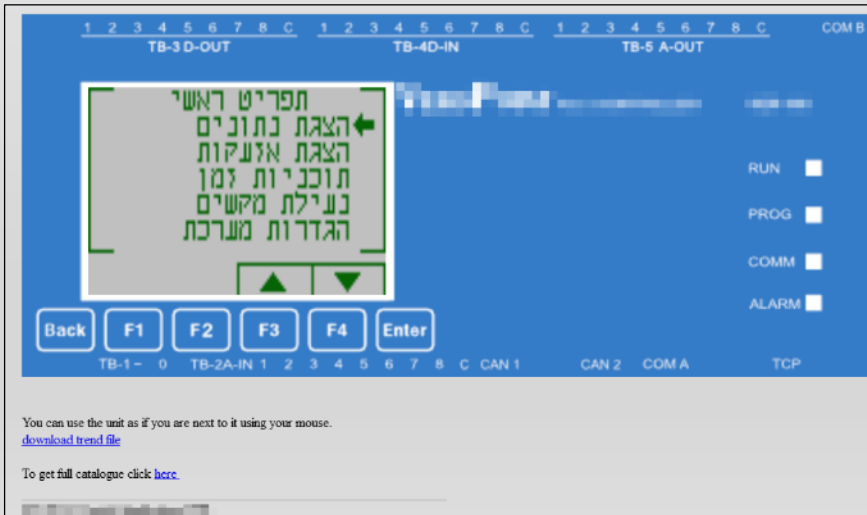 1 2 3 4 5 6 7 8 C 1 2 3 4 5 6 7 8 C 1 2 3 4 5 6 7 8 C COM B
TB-3 D-OUT TB-4D-IN TB-5 A-OUT
תפריט ראשי
הצגת נתונים
הצגת אזעקות
תוכניות זמן
נעילת מקשים
הגדרות מערכת
RUN
PROG
COMM
ALARM
Back F1 F2 F3 F4 Enter
TB-1 - 0 TB-2A-IN 1 2 3 4 5 6 7 8 C CAN 1 CAN 2 COM A TCP
You can use the unit as if you are next to it using your mouse.
download trend file
To get full catalogue click here